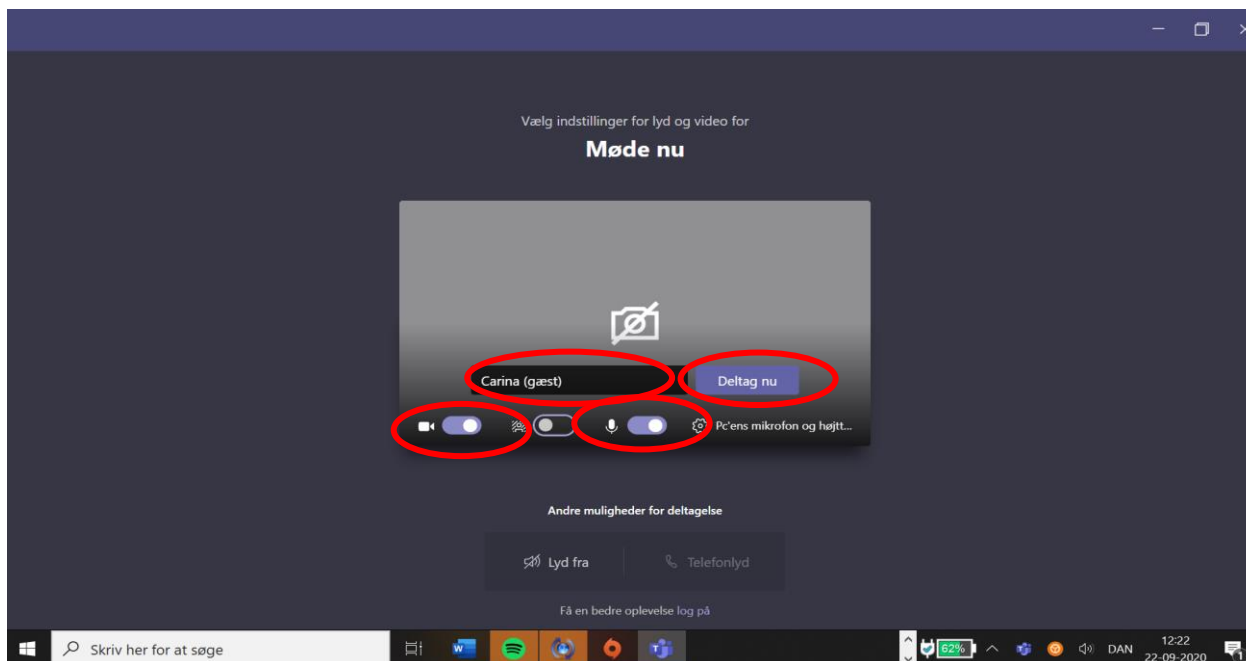 Vælg indstillinger for lyd og video for
Møde nu
Carina (gæst)
Deltag nu
Pc'ens mikrofon og højtt...
Andre muligheder for deltagelse
Lyd fra
Telefonlyd
Få en bedre oplevelse log på
Skriv her for at søge
W
62%
DAN
12:22
22-09-2020
1